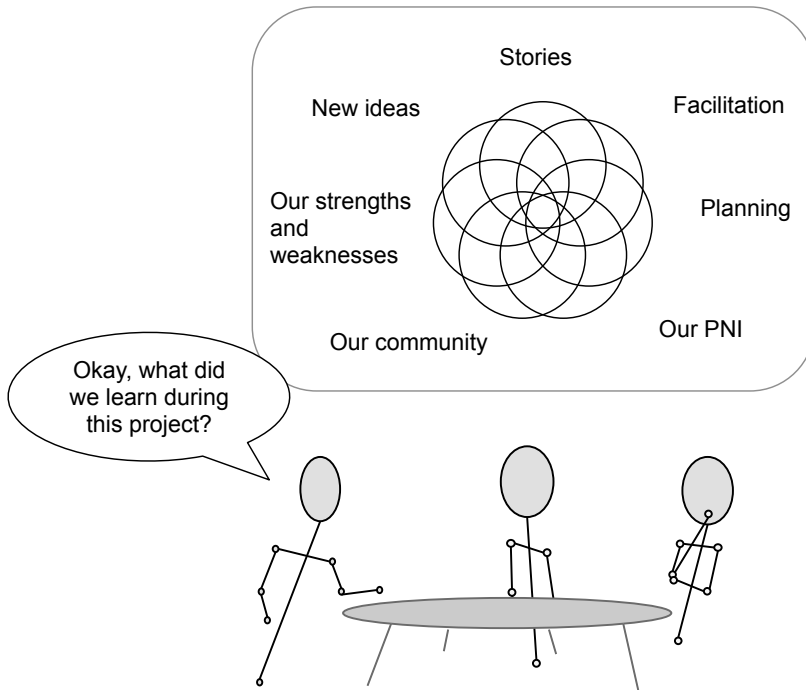 Stories
New ideas
Facilitation
Our strengths
and
weaknesses
Planning
Our community
Our PNI
Okay, what did
we learn during
this project?